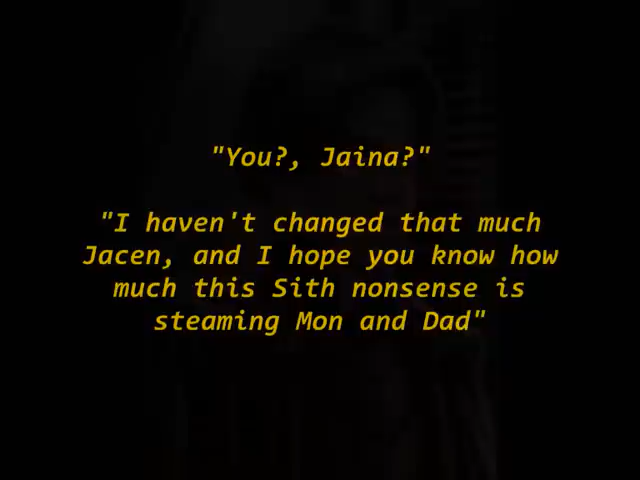 "You?, Jaina?"
"I haven't changed that much
Jacen, and I hope you know how
much this Sith nonsense is
steaming Mon and Dad"